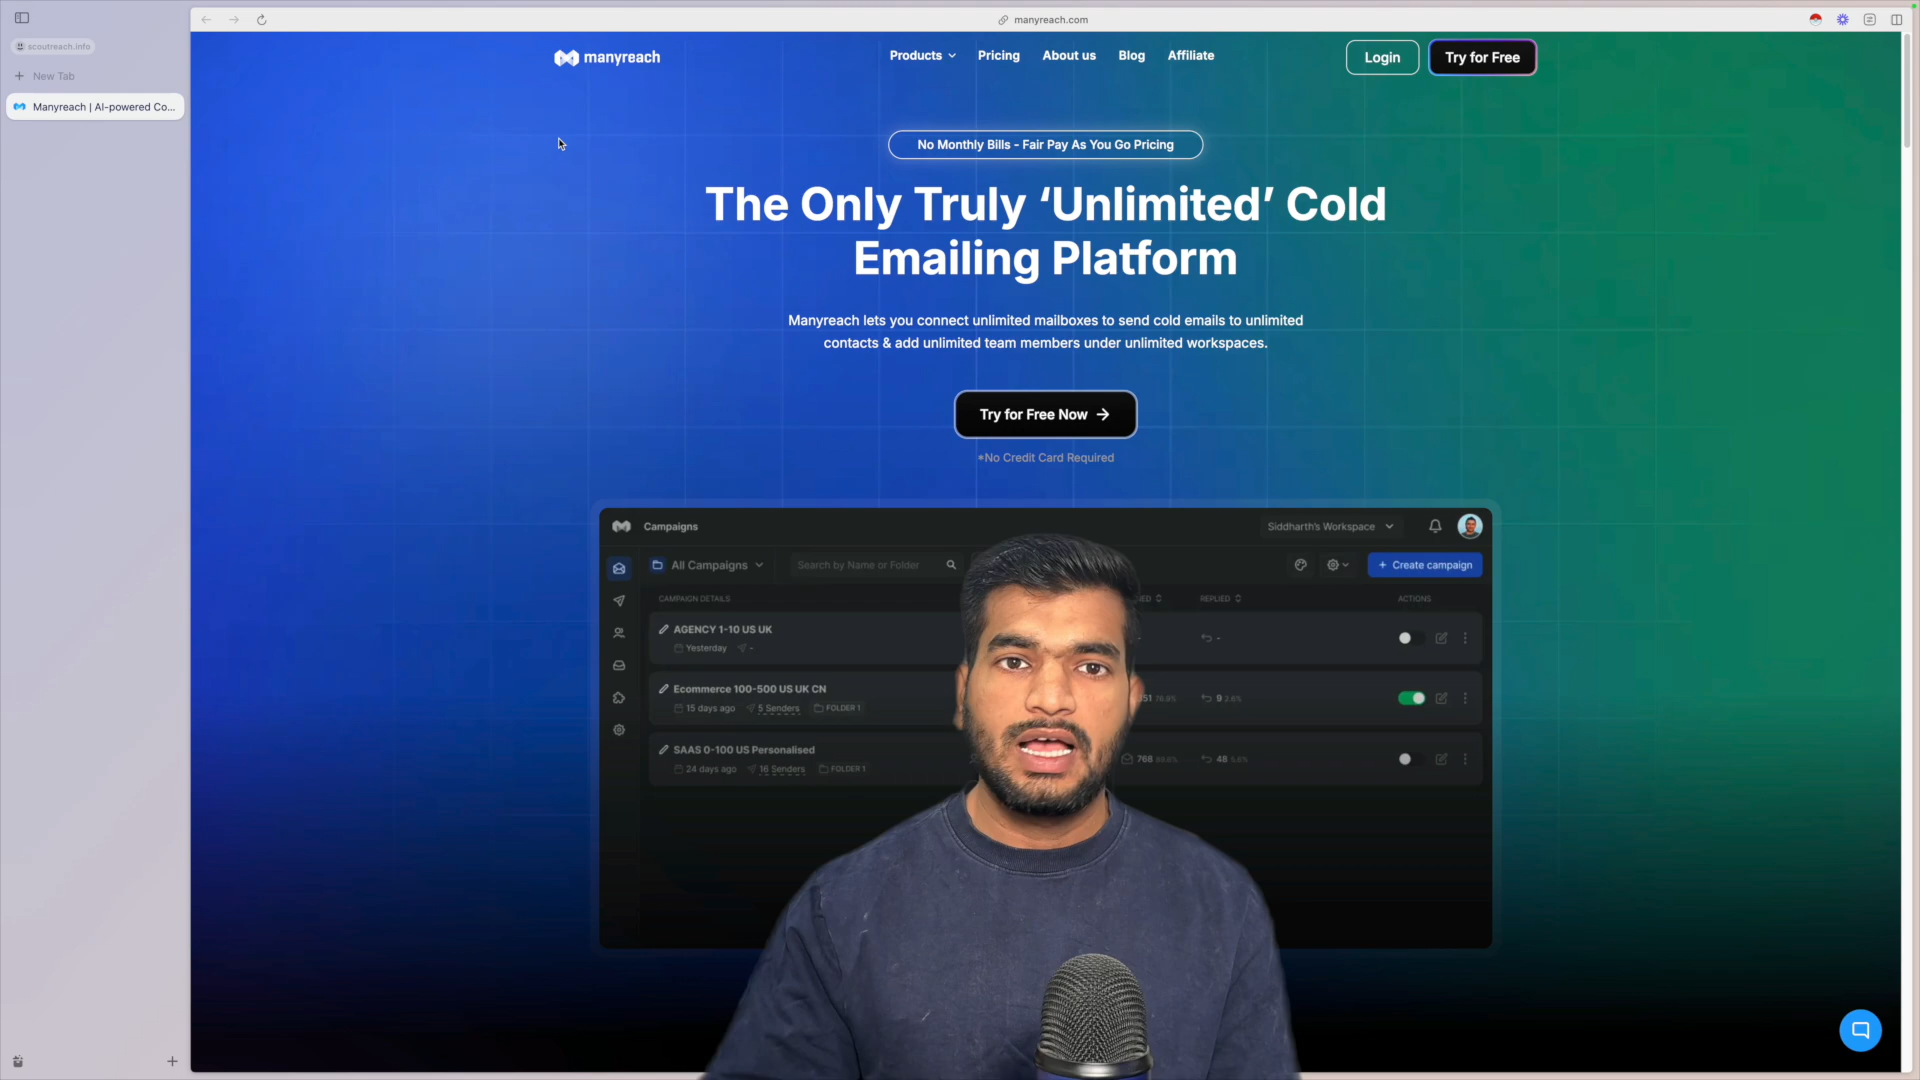 manyreach.com
scoutreach.info
New Tab
Manyreach | AI-powered Co...
manyreach
Products
Pricing
About us
Blog
Affiliate
Login
Try for Free
No Monthly Bills - Fair Pay As You Go Pricing
The Only Truly ‘Unlimited’ Cold
Emailing Platform
Manyreach lets you connect unlimited mailboxes to send cold emails to unlimited
contacts & add unlimited team members under unlimited workspaces.
Try for Free Now →
*No Credit Card Required
Campaigns
Siddharth's Workspace
All Campaigns
Search by Name or Folder
+ Create campaign
CAMPAIGN DETAILS
REPLIED
ACTIONS
AGENCY 1-10 US UK
Yesterday
-
-
-
Ecommerce 100-500 US UK CN
15 days ago
5 Senders
FOLDER 1
9 2.6%
SAAS 0-100 US Personalised
24 days ago
16 Senders
FOLDER 1
768
48